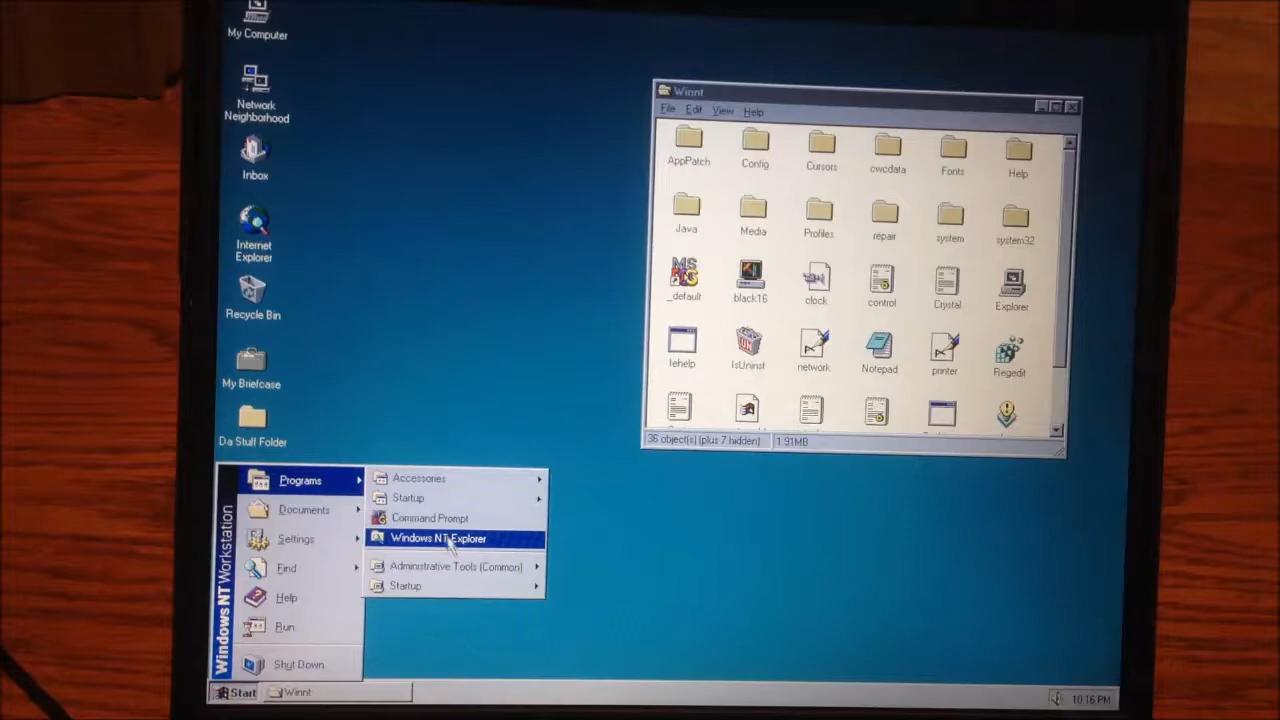 My Computer
Network
Neighborhood
Inbox
Internet
Explorer
Recycle Bin
My Briefcase
Da Stuff Folder
Winnt
File Edit View Help
AppPatch Config Cursors cwcdata Fonts Help
Java Media Profiles repair system system32
_default black16 clock control Crystal Explorer
Iehelp IsUninst network Notepad printer Regedit
36 object(s) (plus 7 hidden) 1.91MB
Windows NT Workstation
Programs
Documents
Settings
Find
Help
Run
Shut Down
Accessories
Startup
Command Prompt
Windows NT Explorer
Administrative Tools (Common)
Startup
Start Winnt 10:16 PM